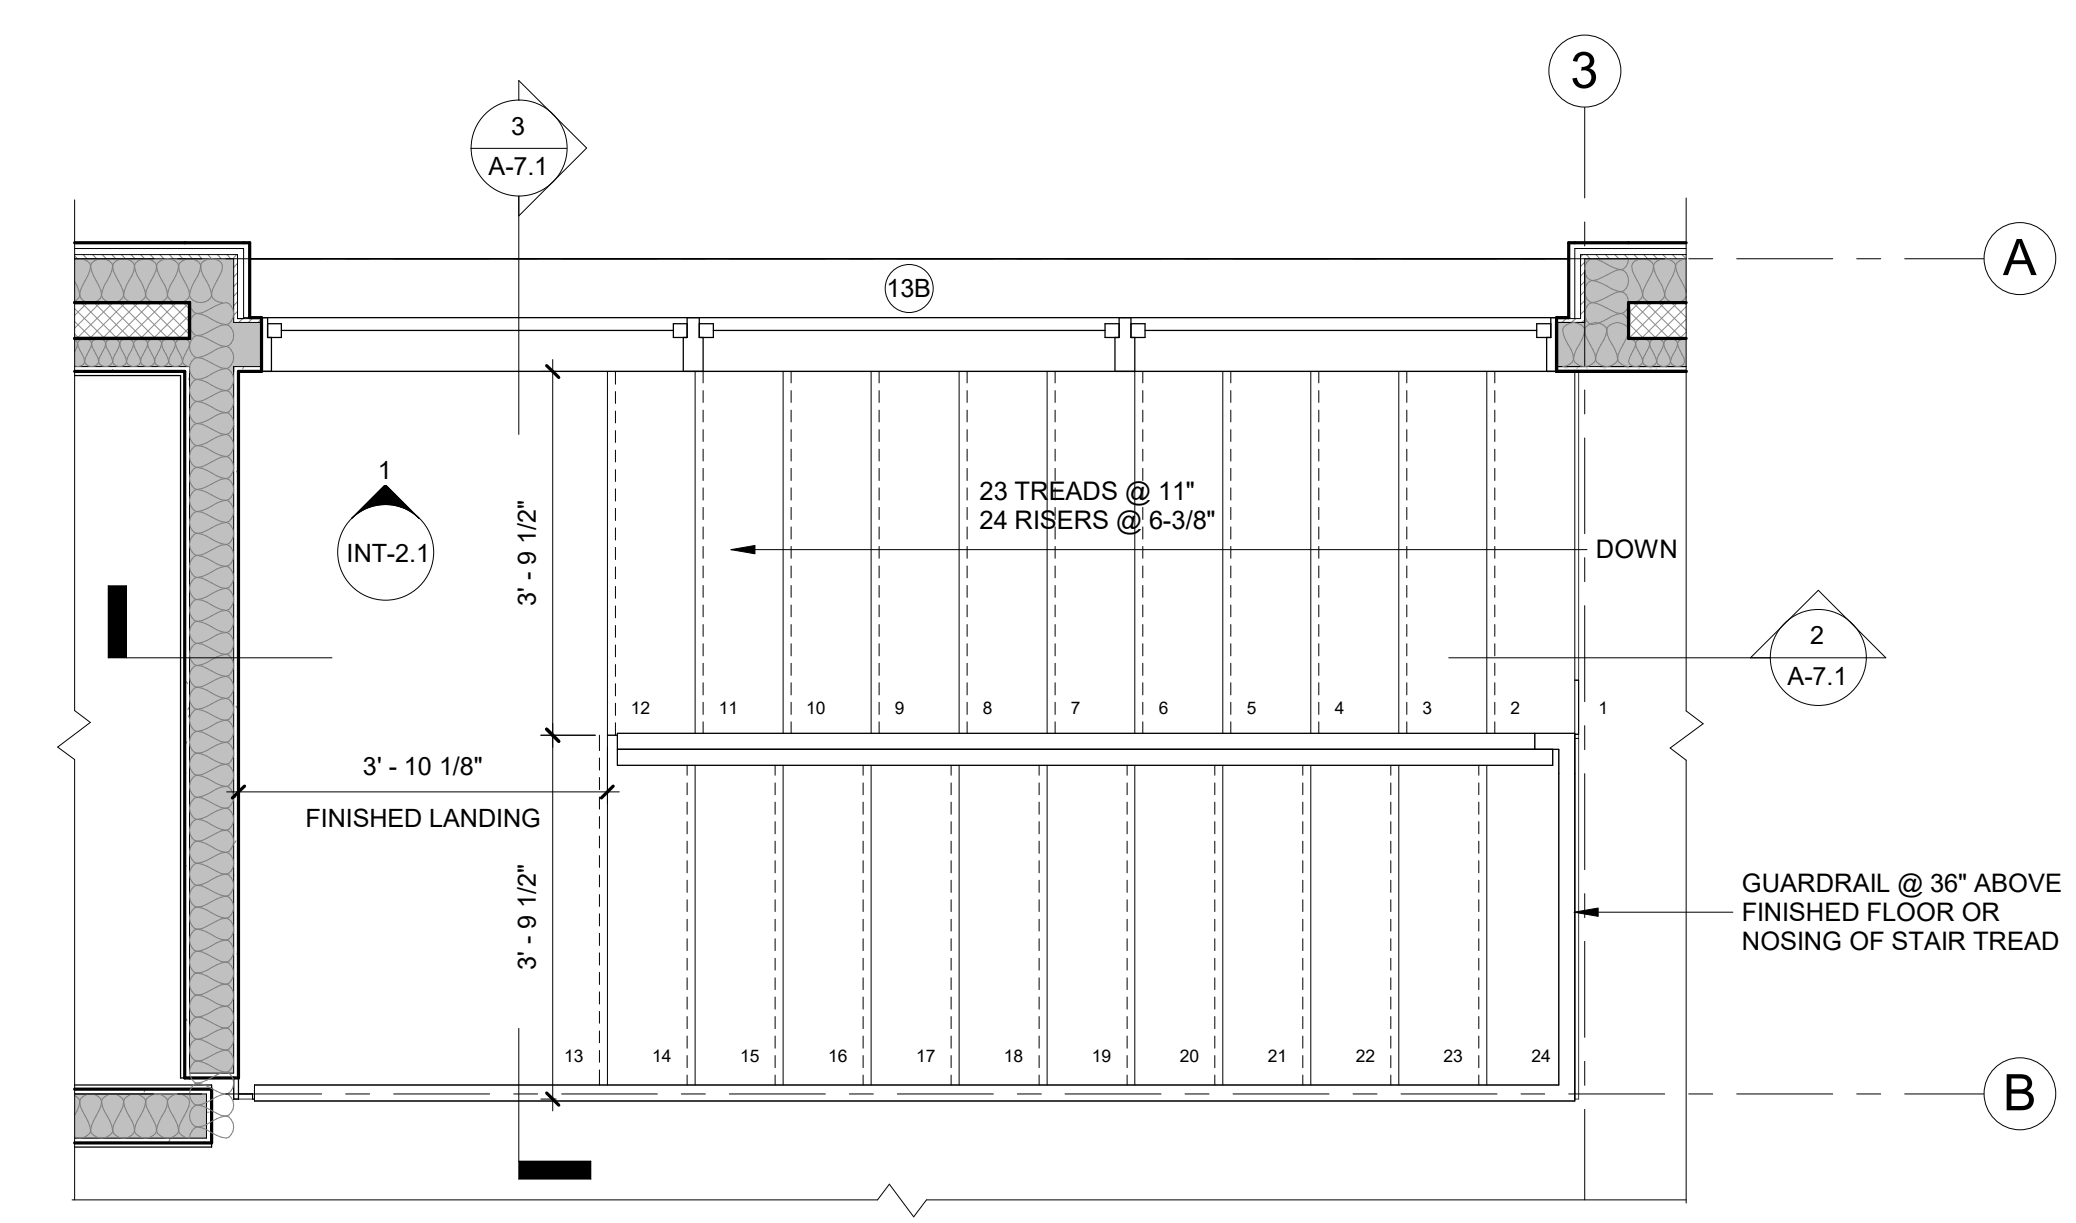 3
3
A-7.1
A
13B
1
INT-2.1
3' - 9 1/2"
23 TREADS @ 11"
24 RISERS @ 6-3/8"
DOWN
2
A-7.1
12
11
10
9
8
7
6
5
4
3
2
1
3' - 10 1/8"
FINISHED LANDING
3' - 9 1/2"
GUARDRAIL @ 36" ABOVE
FINISHED FLOOR OR
NOSING OF STAIR TREAD
13
14
15
16
17
18
19
20
21
22
23
24
B